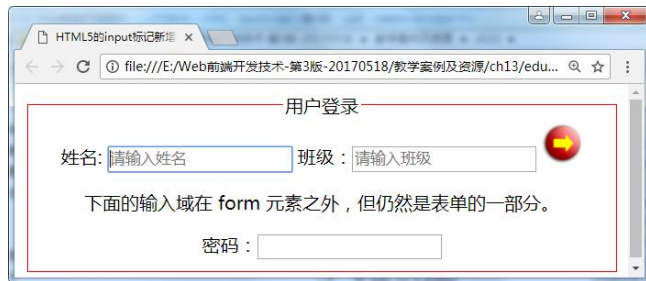 HTML5的input标记新增
file:///E:/Web前端开发技术-第3版-20170518/教学案例及资源/ch13/edu...
用户登录
姓名: 请输入姓名 班级：请输入班级
下面的输入域在 form 元素之外，但仍然是表单的一部分。
密码：